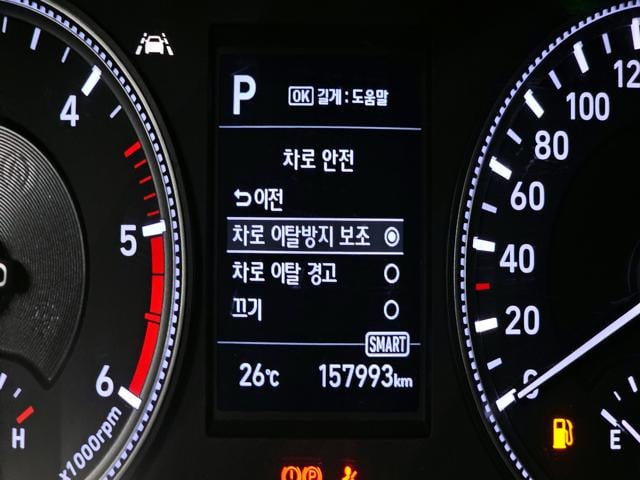 P
OK 길게 : 도움말
차로 안전
이전
차로 이탈방지 보조
차로 이탈 경고
끄기
SMART
26℃ 157993km
4
5
6
x1000rpm
H
120
100
80
60
40
20
0
E
P